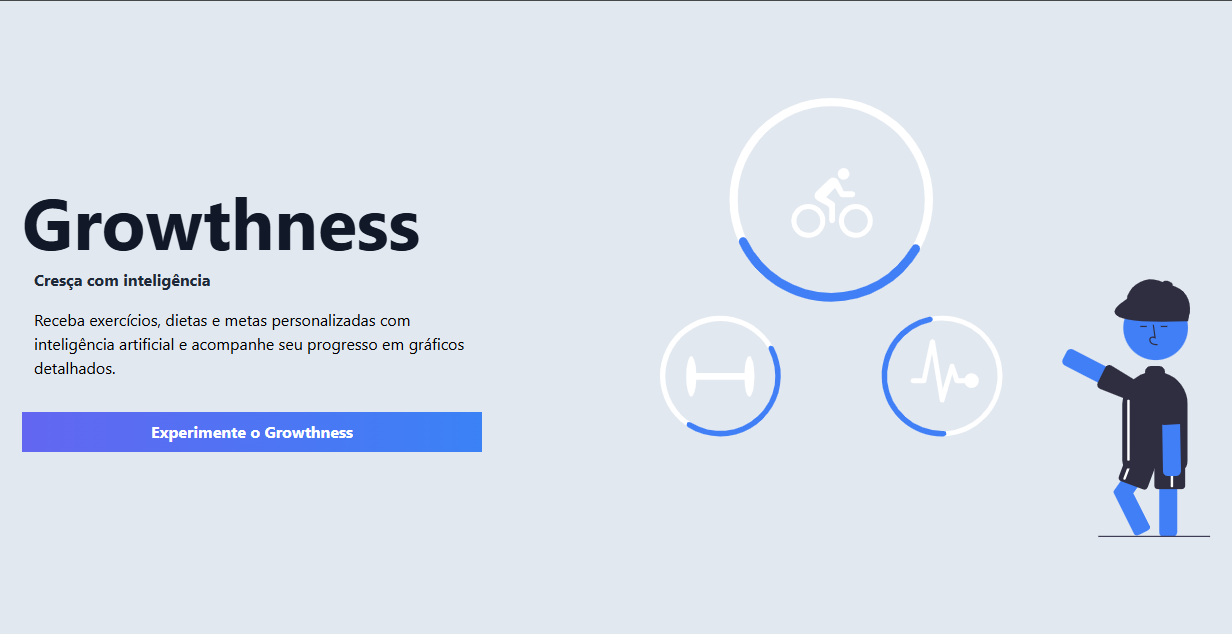 Growthness
Cresça com inteligência
Receba exercícios, dietas e metas personalizadas com
inteligência artificial e acompanhe seu progresso em gráficos
detalhados.
Experimente o Growthness